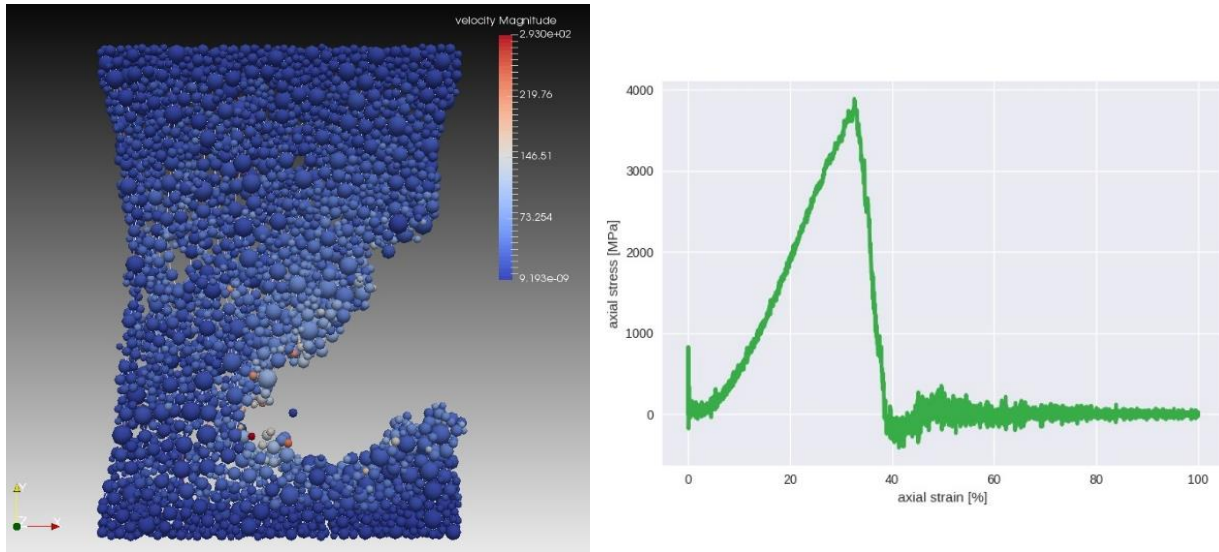 velocity Magnitude
2.930e+02
219.76
146.51
73.254
9.193e-09
Y
Z
X
axial stress [MPa]
4000
3000
2000
1000
0
0 20 40 60 80 100
axial strain [%]